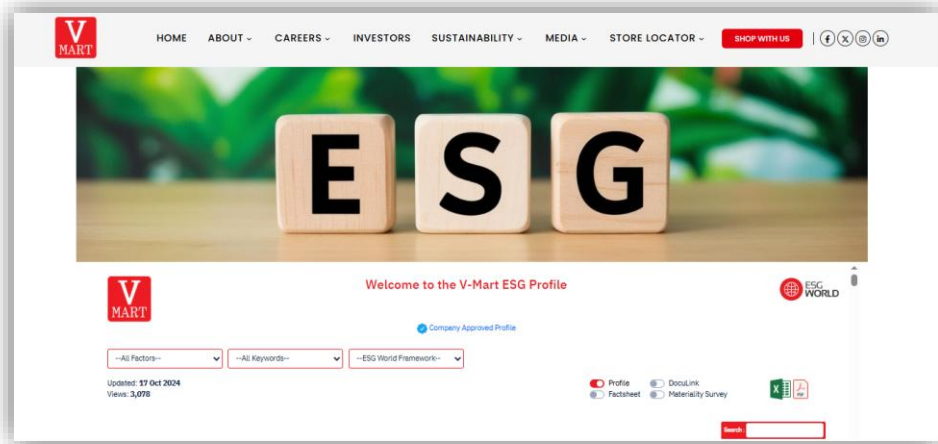 V
MART
HOME ABOUT CAREERS INVESTORS SUSTAINABILITY MEDIA STORE LOCATOR SHOP WITH US
E S G
V
MART
Welcome to the V-Mart ESG Profile
ESG
WORLD
Company Approved Profile
--All Factors-- --All Keywords-- --ESG World Framework--
Updated: 17 Oct 2024
Views: 3,078
Profile DocuLink
Factsheet Materiality Survey
Search :